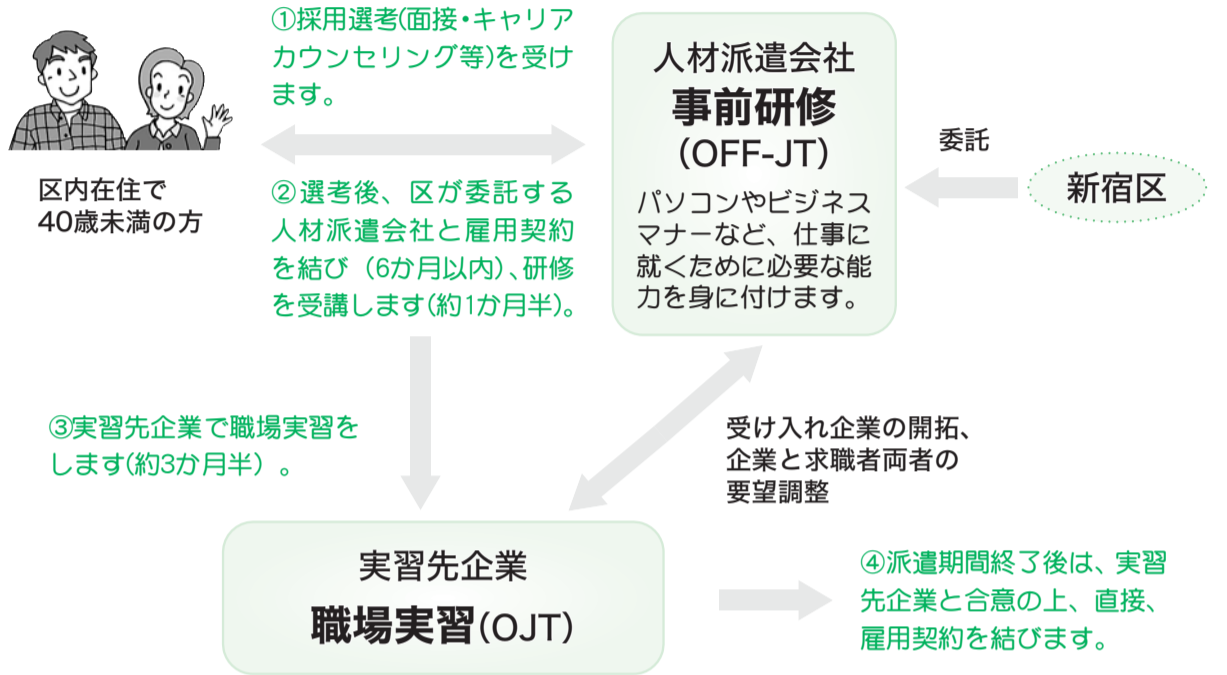 ①採用選考(面接・キャリア
カウンセリング等)を受け
ます。
区内在住で
40歳未満の方
②選考後、区が委託する
人材派遣会社と雇用契約
を結び（6か月以内）、研修
を受講します(約1か月半)。
人材派遣会社
事前研修
(OFF-JT)
パソコンやビジネス
マナーなど、仕事に
就くために必要な能
力を身に付けます。
委託
新宿区
③実習先企業で職場実習を
します(約3か月半）。
受け入れ企業の開拓、
企業と求職者両者の
要望調整
実習先企業
職場実習(OJT)
④派遣期間終了後は、実習
先企業と合意の上、直接、
雇用契約を結びます。